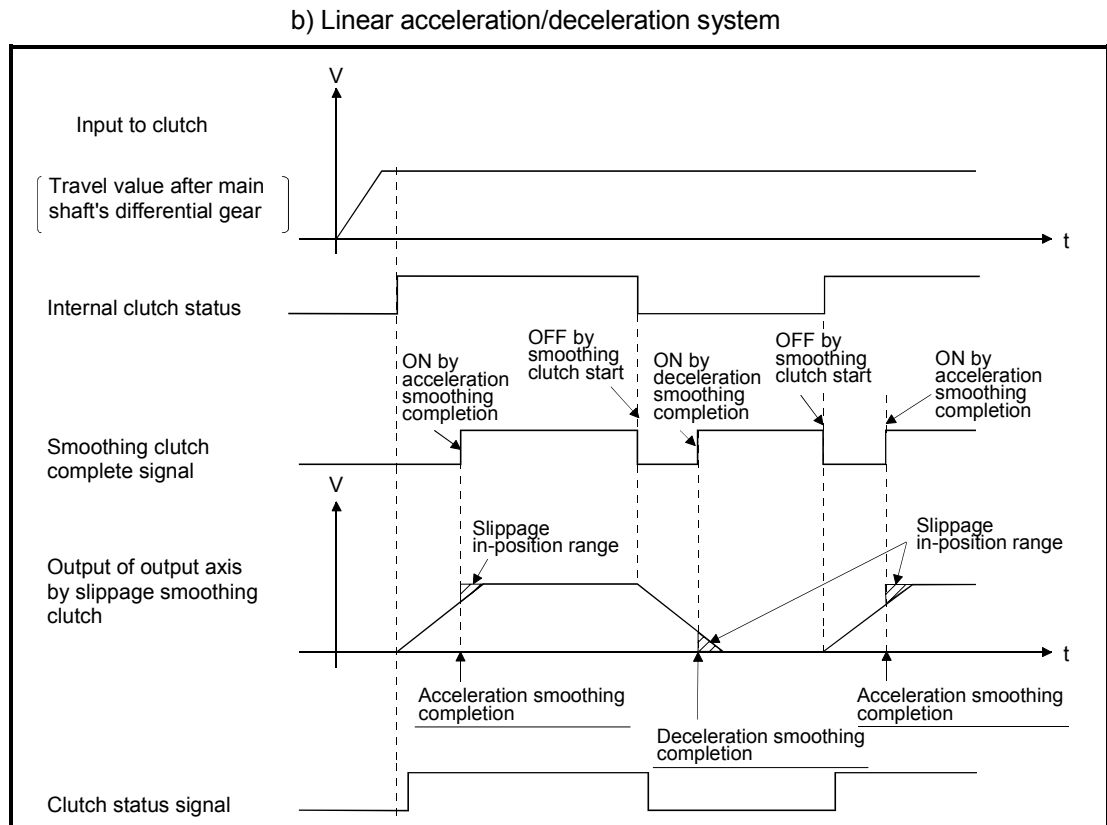 b) Linear acceleration/deceleration system
V
Input to clutch
Travel value after main
shaft's differential gear
t
Internal clutch status
ON by
acceleration
smoothing
completion
OFF by
smoothing
clutch start
ON by
deceleration
smoothing
completion
OFF by
smoothing
clutch start
ON by
acceleration
smoothing
completion
Smoothing clutch
complete signal
V
Slippage
in-position range
Slippage
in-position range
Output of output axis
by slippage smoothing
clutch
t
Acceleration smoothing
completion
Deceleration smoothing
completion
Acceleration smoothing
completion
Clutch status signal